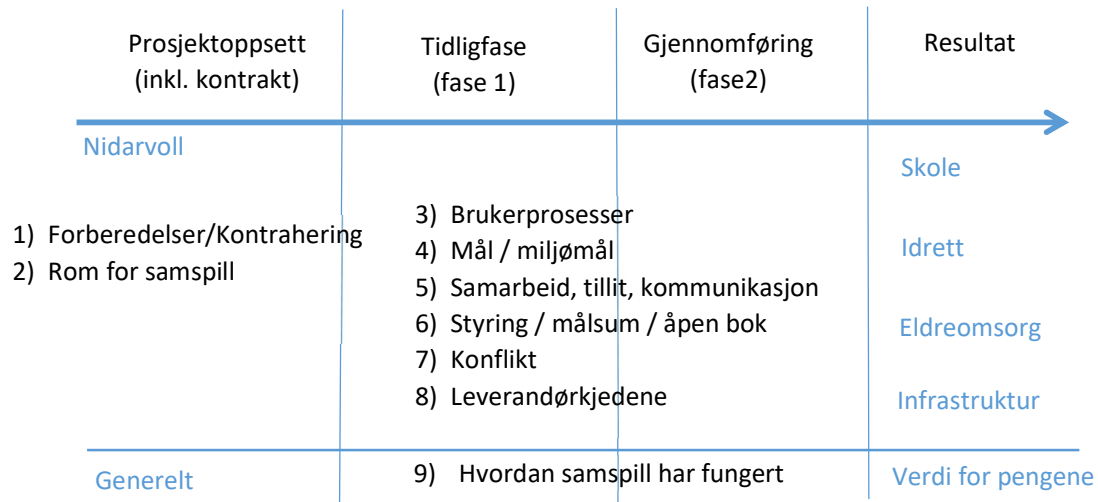 Prosjektoppsett
(inkl. kontrakt)
Tidligfase
(fase 1)
Gjennomføring
(fase2)
Resultat
Nidarvoll
1) Forberedelser/Kontrahering
2) Rom for samspill
3) Brukerprosesser
4) Mål / miljømål
5) Samarbeid, tillit, kommunikasjon
6) Styring / målsum / åpen bok
7) Konflikt
8) Leverandørkjedene
Skole
Idrett
Eldreomsorg
Infrastruktur
Generelt
9) Hvordan samspill har fungert
Verdi for pengene